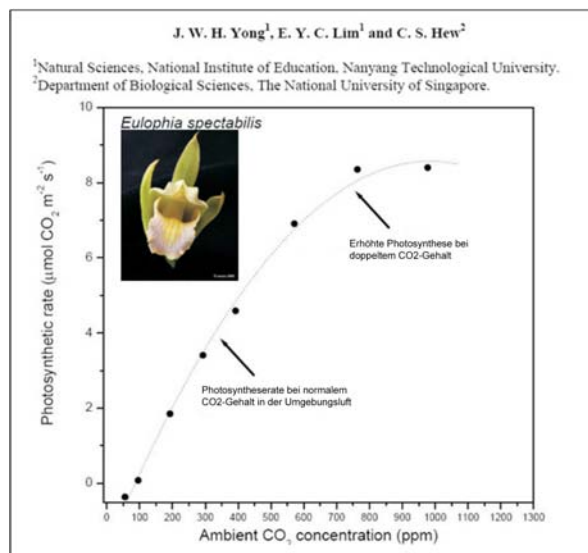 J. W. H. Yong¹, E. Y. C. Lim¹ and C. S. Hew²
¹Natural Sciences, National Institute of Education, Nanyang Technological University.
²Department of Biological Sciences, The National University of Singapore.
Eulophia spectabilis
Erhöhte Photosynthese bei
doppeltem CO2-Gehalt
Photosyntheserate bei normalem
CO2-Gehalt in der Umgebungsluft
Photosynthetic rate (µmol CO₂ m⁻² s⁻¹)
10
8
6
4
2
0
0 100 200 300 400 500 600 700 800 900 1000 1100 1200 1300
Ambient CO₂ concentration (ppm)